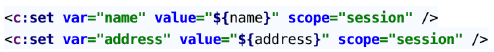 <c:set var="name" value="${name}" scope="session" />
<c:set var="address" value="${address}" scope="session" />